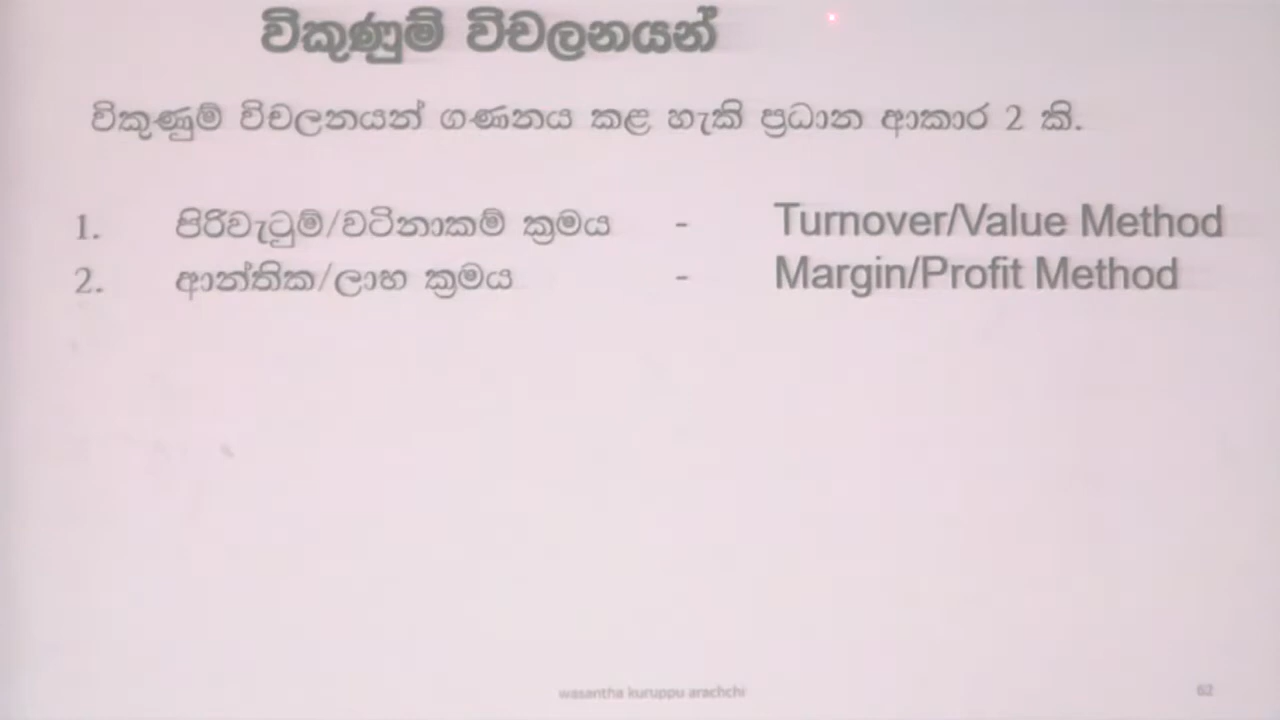 විකුණුම් විචලනයන්
විකුණුම් විචලනයන් ගණනය කළ හැකි ප්‍රධාන ආකාර 2 කි.
1. පිරිවැටුම්/වටිනාකම් ක්‍රමය - Turnover/Value Method
2. ආන්තික/ලාභ ක්‍රමය - Margin/Profit Method
wasantha kuruppu arachchi 62